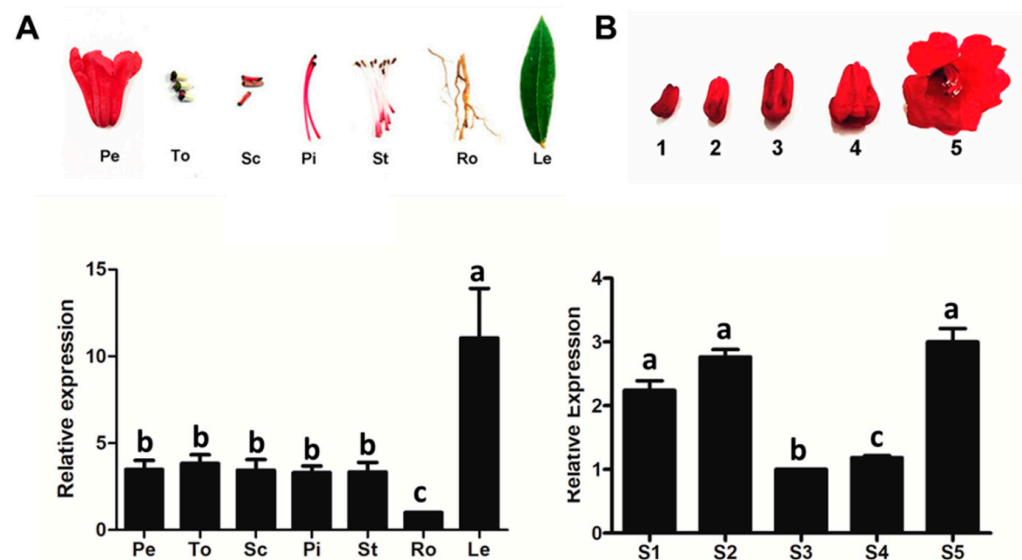 A
B
Pe To Sc Pi St Ro Le
1 2 3 4 5
Relative expression
15
10
5
0
b b b b b c a
Pe To Sc Pi St Ro Le
Relative Expression
4
3
2
1
0
a a b c a
S1 S2 S3 S4 S5